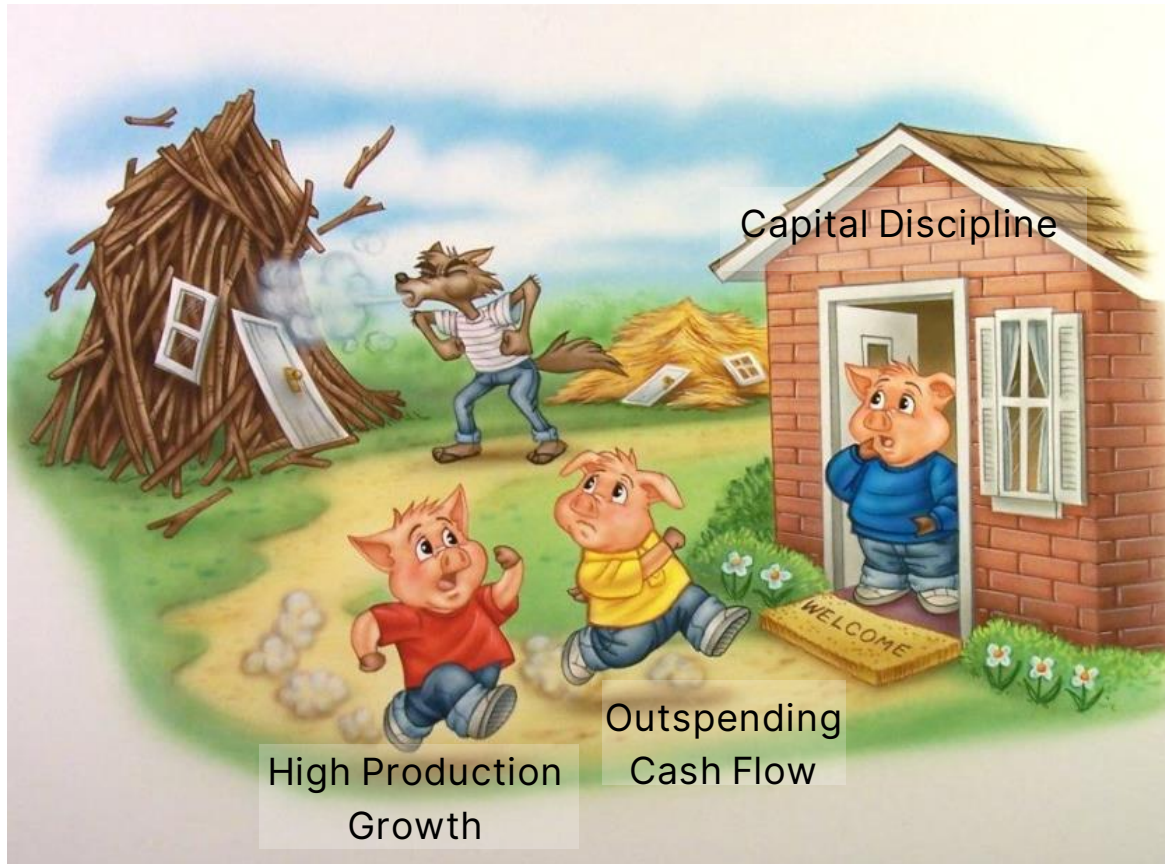 Capital Discipline
WELCOME
Outspending
Cash Flow
High Production
Growth